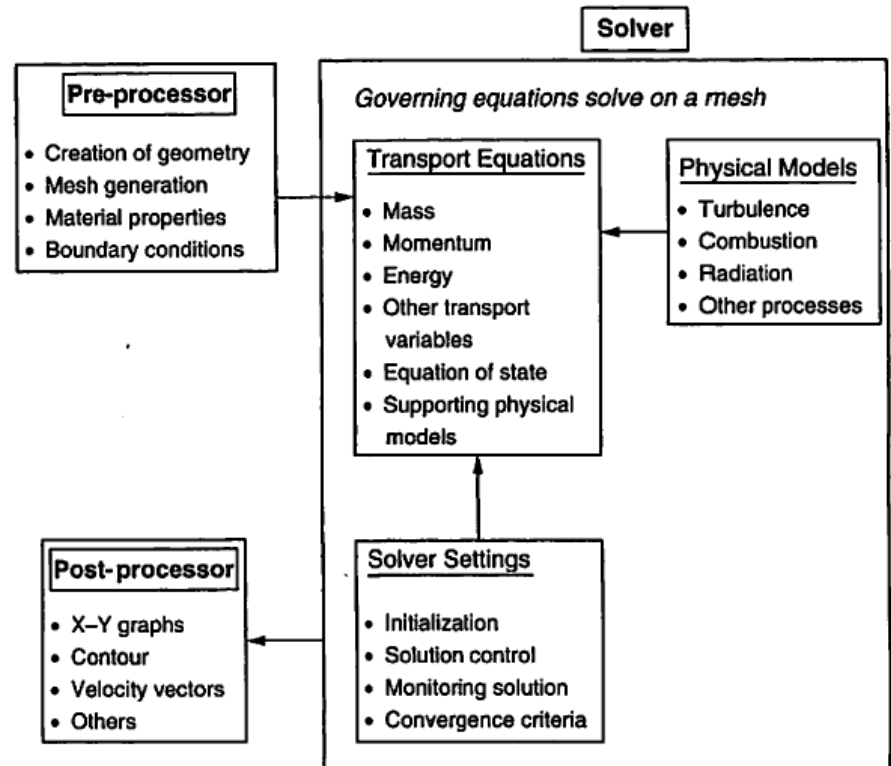 Solver
Pre-processor
• Creation of geometry
• Mesh generation
• Material properties
• Boundary conditions
Governing equations solve on a mesh
Transport Equations
• Mass
• Momentum
• Energy
• Other transport
variables
• Equation of state
• Supporting physical
models
Physical Models
• Turbulence
• Combustion
• Radiation
• Other processes
Post-processor
• X–Y graphs
• Contour
• Velocity vectors
• Others
Solver Settings
• Initialization
• Solution control
• Monitoring solution
• Convergence criteria